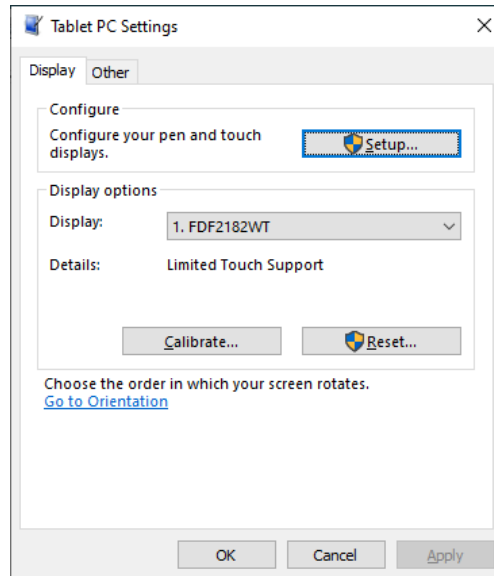 Tablet PC Settings
Display
Other
Configure
Configure your pen and touch
displays.
Setup...
Display options
Display:
1. FDF2182WT
Details:
Limited Touch Support
Calibrate...
Reset...
Choose the order in which your screen rotates.
Go to Orientation
OK
Cancel
Apply